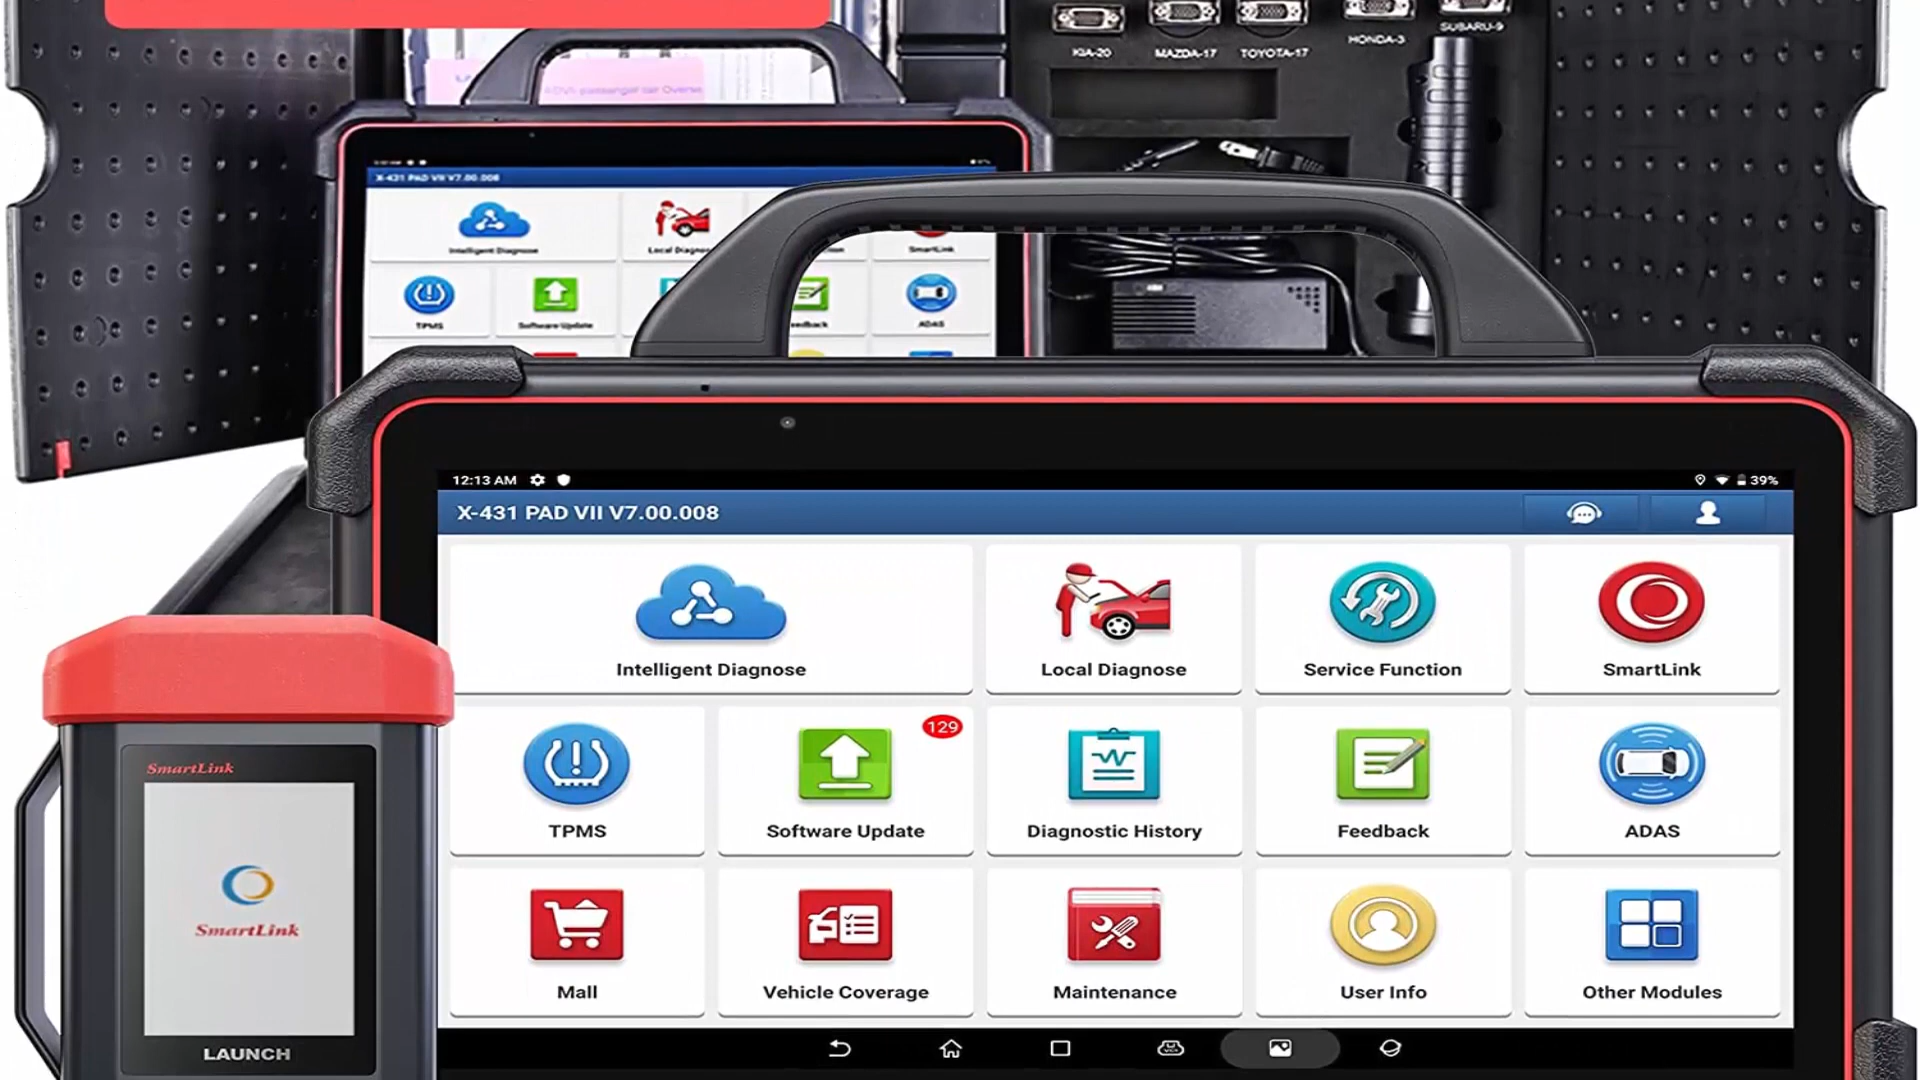 KIA-20
MAZDA-17
TOYOTA-17
HONDA-3
SUBARU-9
X-431 PAD VII V7.00.008
Intelligent Diagnose
Local Diagnos
SmartLink
TPMS
Software Update
edback
ADAS
12:13 AM
39%
X-431 PAD VII V7.00.008
Intelligent Diagnose
Local Diagnose
Service Function
SmartLink
TPMS
129
Software Update
Diagnostic History
Feedback
ADAS
Mall
Vehicle Coverage
Maintenance
User Info
Other Modules
SmartLink
SmartLink
LAUNCH